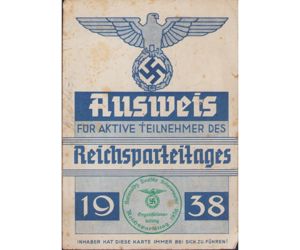 Ausweis
FÜR AKTIVE TEILNEHMER DES
Reichsparteitages
19 38
INHABER HAT DIESE KARTE IMMER BEI SICH ZU FÜHREN!